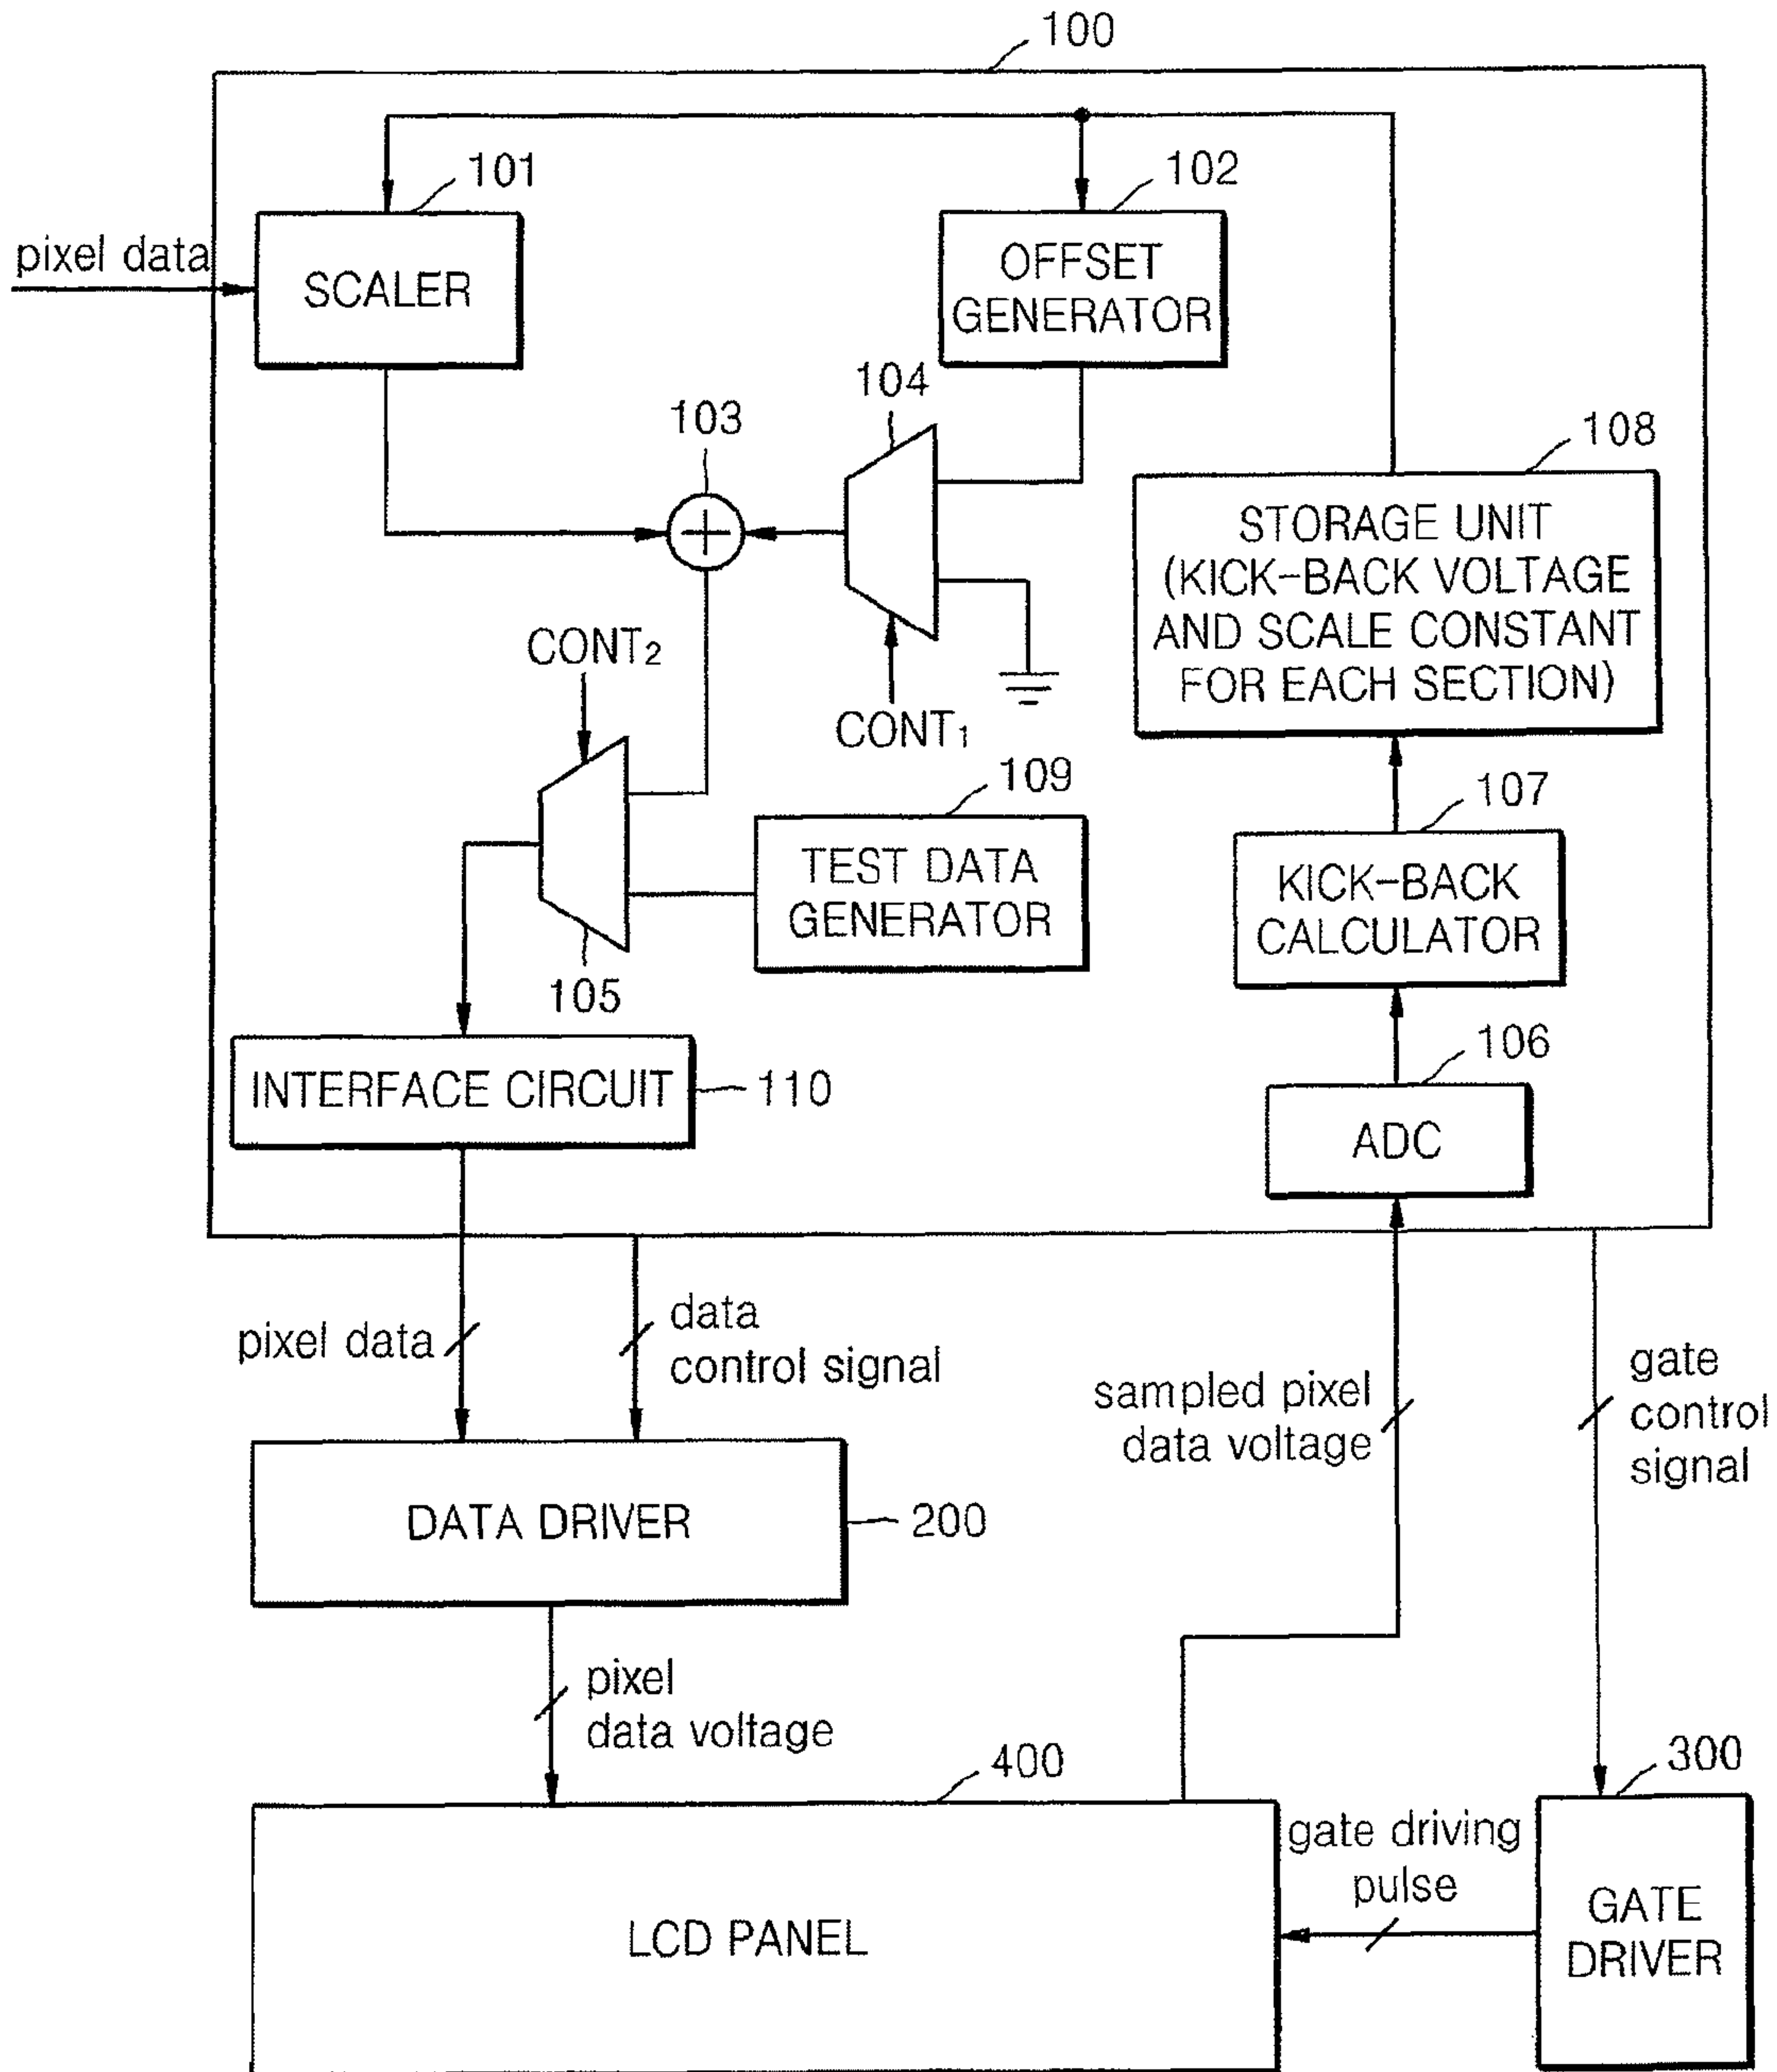 100
101
102
pixel data
SCALER
OFFSET
GENERATOR
104
103
108
STORAGE UNIT
(KICK-BACK VOLTAGE
AND SCALE CONSTANT
FOR EACH SECTION)
CONT₂
CONT₁
109
107
TEST DATA
GENERATOR
KICK-BACK
CALCULATOR
105
106
INTERFACE CIRCUIT
110
ADC
pixel data
data
control signal
sampled pixel
data voltage
gate
control
signal
DATA DRIVER
200
pixel
data voltage
400
300
gate driving
pulse
LCD PANEL
GATE
DRIVER